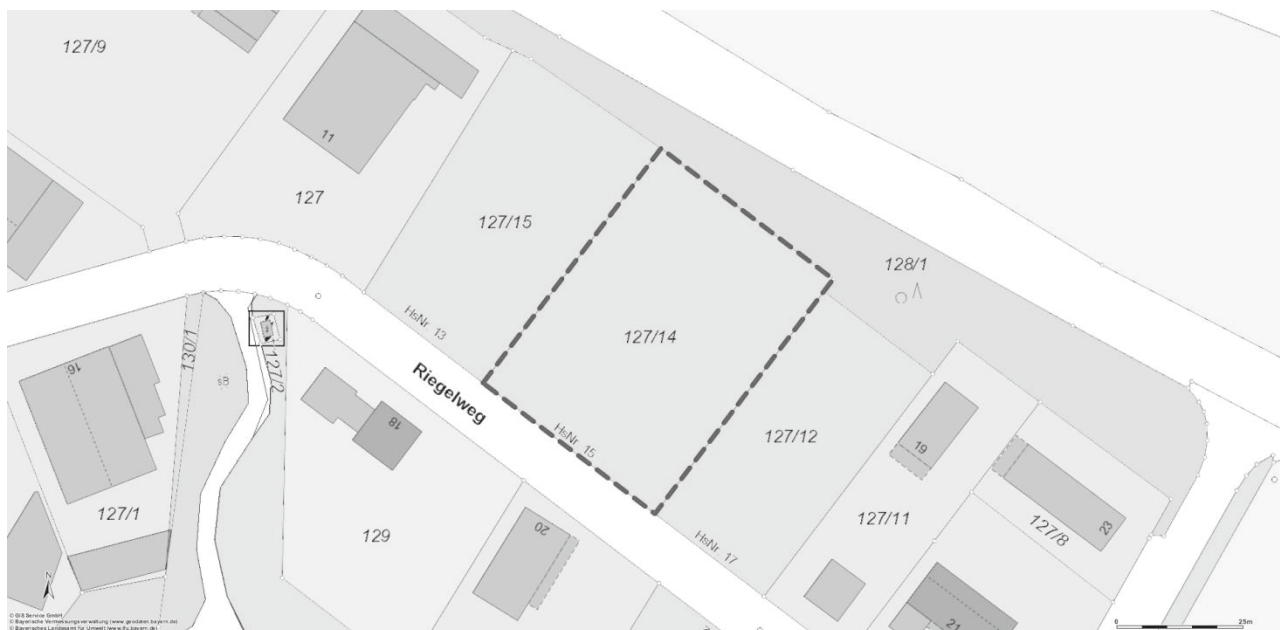 127/9
11
127
127/15
128/1
HsNr 13
127/14
130/1
127/2
Riegelweg
16
gB
18
HsNr 15
127/12
19
127/1
129
20
HsNr 17
127/11
127/8
23
21
N
© GIS Service GmbH
© Bayerische Vermessungsverwaltung (www.geodaten.bayern.de)
© Bayerisches Landesamt für Umwelt (www.lfu.bayern.de)
0
25m